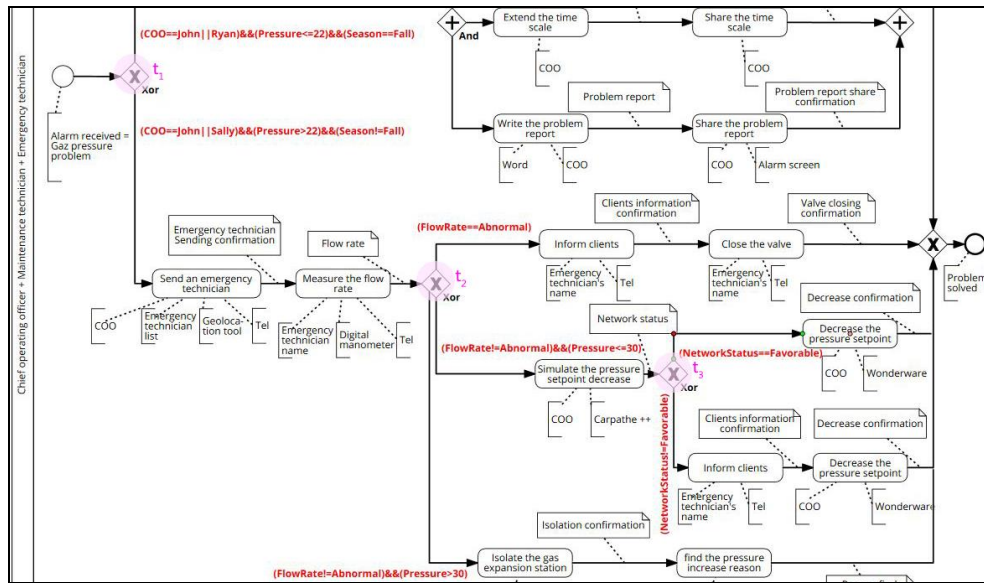 Chief operating officer + Maintenance technician + Emergency technician
Extend the time
scale
Share the time
scale
And
(COO==John||Ryan)&&(Pressure<=22)&&(Season==Fall)
t1
X
Xor
COO
COO
Problem report
Problem report share
confirmation
Alarm received =
Gaz pressure
problem
(COO==John||Sally)&&(Pressure>22)&&(Season!=Fall)
Write the problem
report
Share the problem
report
Word
COO
COO
Alarm screen
Clients information
confirmation
Valve closing
confirmation
Emergency technician
Sending confirmation
Flow rate
(FlowRate==Abnormal)
Inform clients
Close the valve
X
Send an emergency
technician
Measure the flow
rate
t2
X
Xor
Emergency
technician's
name
Tel
Emergency
technician's
name
Tel
Problem
solved
COO
Emergency
technician
list
Geoloca-
tion tool
Tel
Emergency
technician
name
Digital
manometer
Tel
Network status
Decrease confirmation
Decrease the
pressure setpoint
(FlowRate!=Abnormal)&&(Pressure<=30)
(NetworkStatus==Favorable)
Simulate the pressure
setpoint decrease
t3
X
Xor
COO
Wonderware
COO
Carpathe ++
(NetworkStatus!=Favorable)
Clients information
confirmation
Decrease confirmation
Inform clients
Decrease the
pressure setpoint
Emergency
technician's
name
Tel
COO
Wonderware
Isolation confirmation
Isolate the gas
expansion station
find the pressure
increase reason
(FlowRate!=Abnormal)&&(Pressure>30)